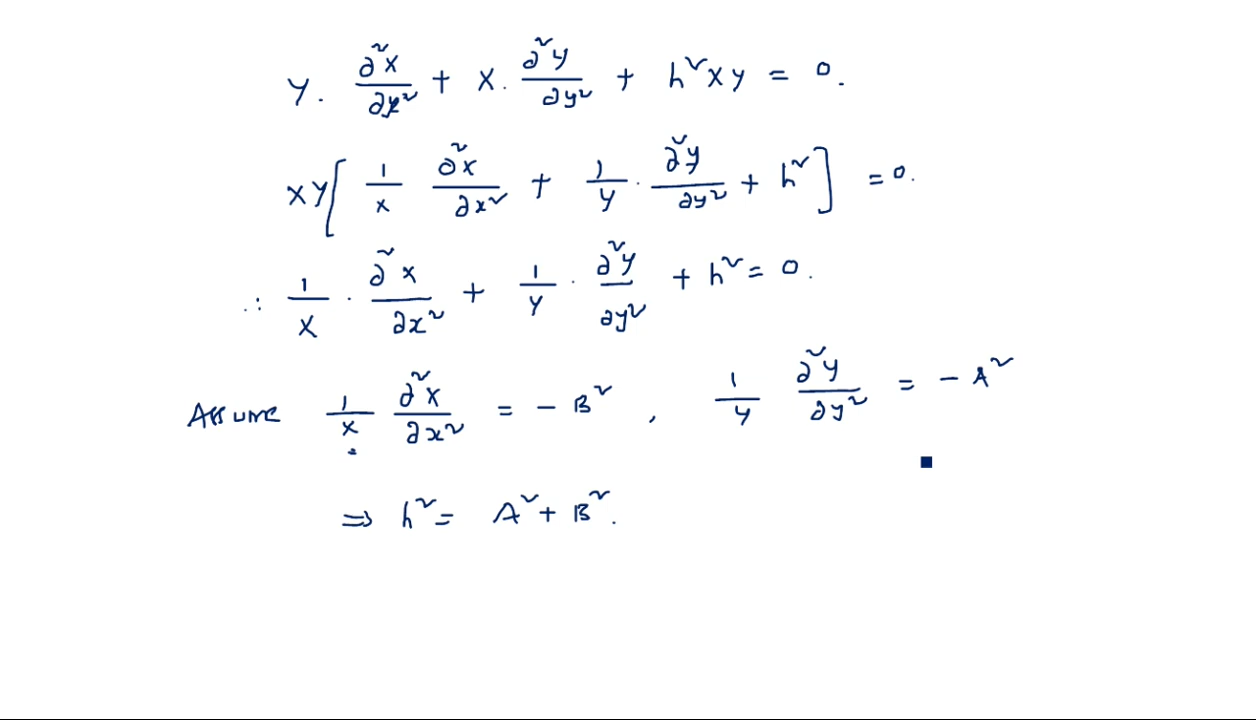 Y. ∂²X/∂x² + X. ∂²Y/∂y² + h²XY = 0.
XY[ 1/X ∂²X/∂x² + 1/Y · ∂²Y/∂y² + h² ] = 0.
∴ 1/X · ∂²X/∂x² + 1/Y · ∂²Y/∂y² + h² = 0.
Assume 1/X ∂²X/∂x² = - B² , 1/Y ∂²Y/∂y² = - A²
⇒ h² = A² + B².